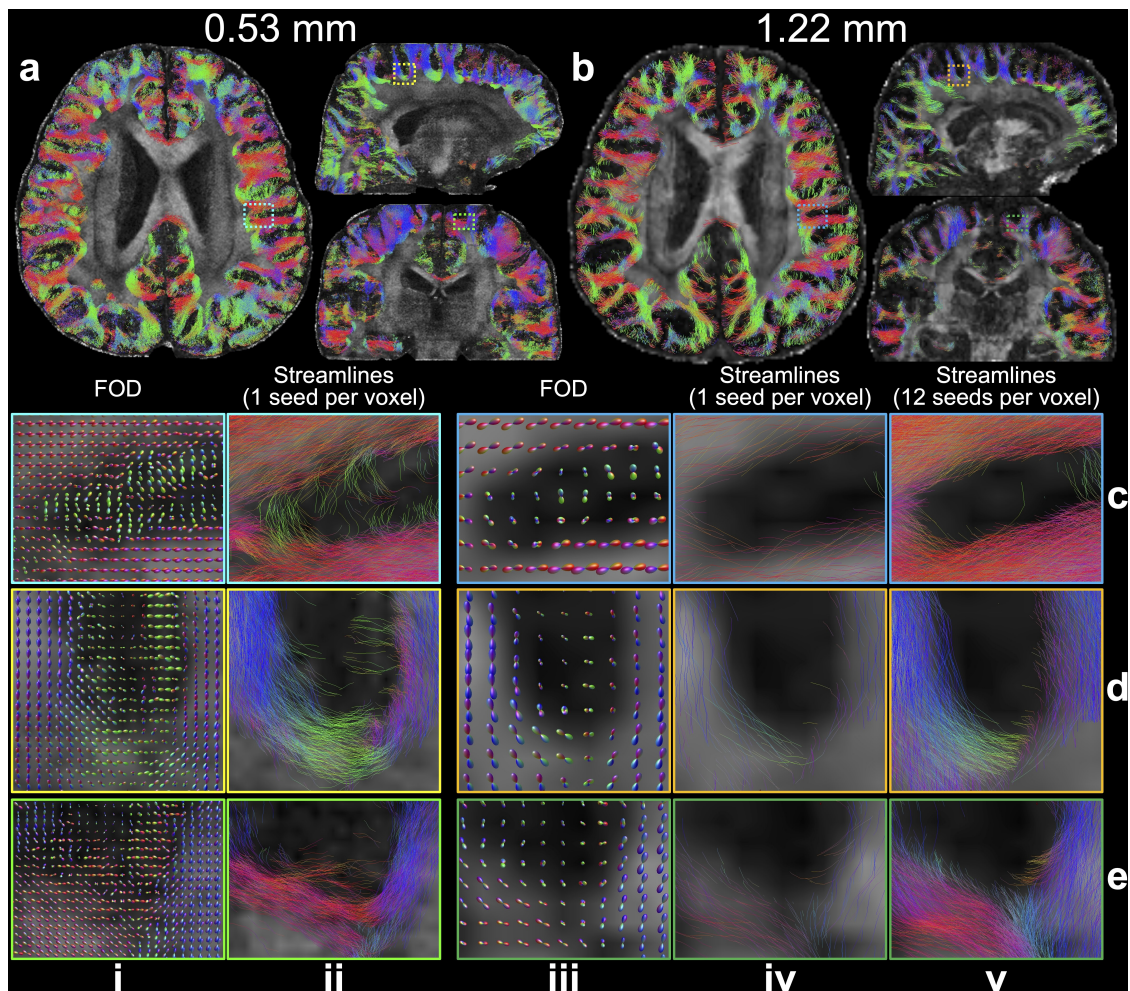 0.53 mm
1.22 mm
a
b
FOD
Streamlines
(1 seed per voxel)
FOD
Streamlines
(1 seed per voxel)
Streamlines
(12 seeds per voxel)
c
d
e
i
ii
iii
iv
v